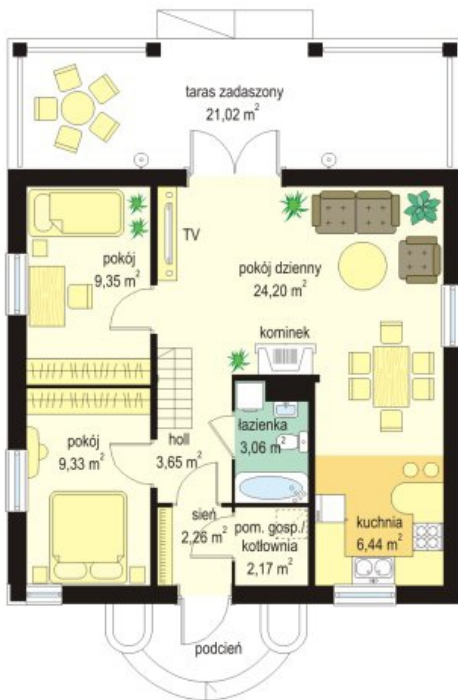 taras zadaszony
21,02 m²
TV
pokój
9,35 m²
pokój dzienny
24,20 m²
kominek
pokój
9,33 m²
holl
3,65 m²
łazienka
3,06 m²
sień
2,26 m²
pom. gosp./
kotłownia
2,17 m²
kuchnia
6,44 m²
podcień